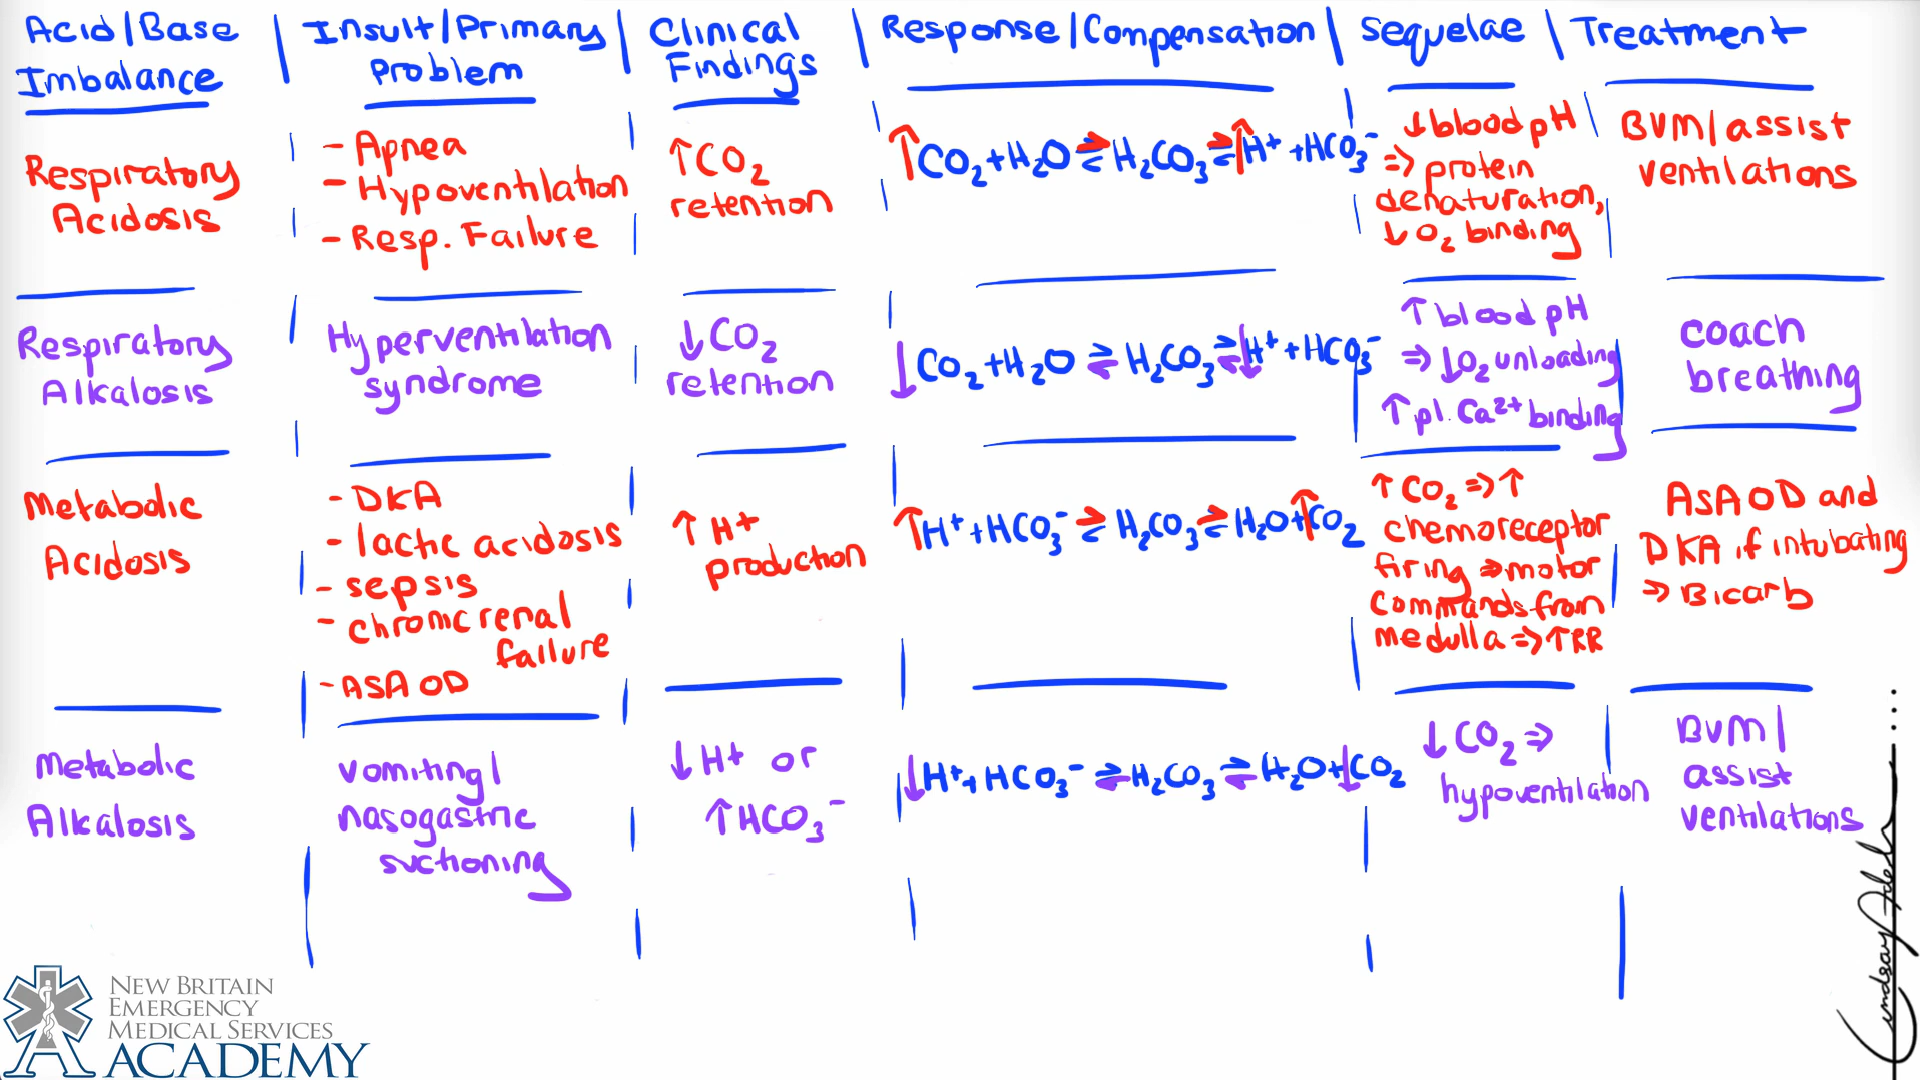 Acid/Base | Insult/Primary | Clinical | Response/Compensation | Sequelae | Treatment
Imbalance
Problem
Findings
Respiratory
Acidosis
- Apnea
- Hypoventilation
- Resp. Failure
↑CO₂
retention
↑CO₂+H₂O ⇌ H₂CO₃ ⇌ ↑H⁺ + HCO₃⁻
↓blood pH
⇒ protein
denaturation,
↓ O₂ binding
BVM/assist
ventilations
Respiratory
Alkalosis
Hyperventilation
syndrome
↓CO₂
retention
↓CO₂+H₂O ⇌ H₂CO₃ ⇌ ↓H⁺ + HCO₃⁻
↑blood pH
⇒ ↓O₂ unloading
↑ pl. Ca²⁺ binding
coach
breathing
Metabolic
Acidosis
- DKA
- lactic acidosis
- sepsis
- chronic renal
failure
- ASA OD
↑ H⁺
production
↑H⁺ + HCO₃⁻ ⇌ H₂CO₃ ⇌ H₂O + ↑CO₂
↑ CO₂ ⇒ ↑
chemoreceptor
firing ⇒ motor
commands from
medulla ⇒ ↑RR
ASA OD and
DKA if intubating
⇒ Bicarb
Metabolic
Alkalosis
vomiting/
nasogastric
suctioning
↓H⁺ or
↑HCO₃⁻
↓H⁺ + HCO₃⁻ ⇌ H₂CO₃ ⇌ H₂O + ↓CO₂
↓CO₂ ⇒
hypoventilation
BVM/
assist
ventilations
NEW BRITAIN
EMERGENCY
MEDICAL SERVICES
ACADEMY